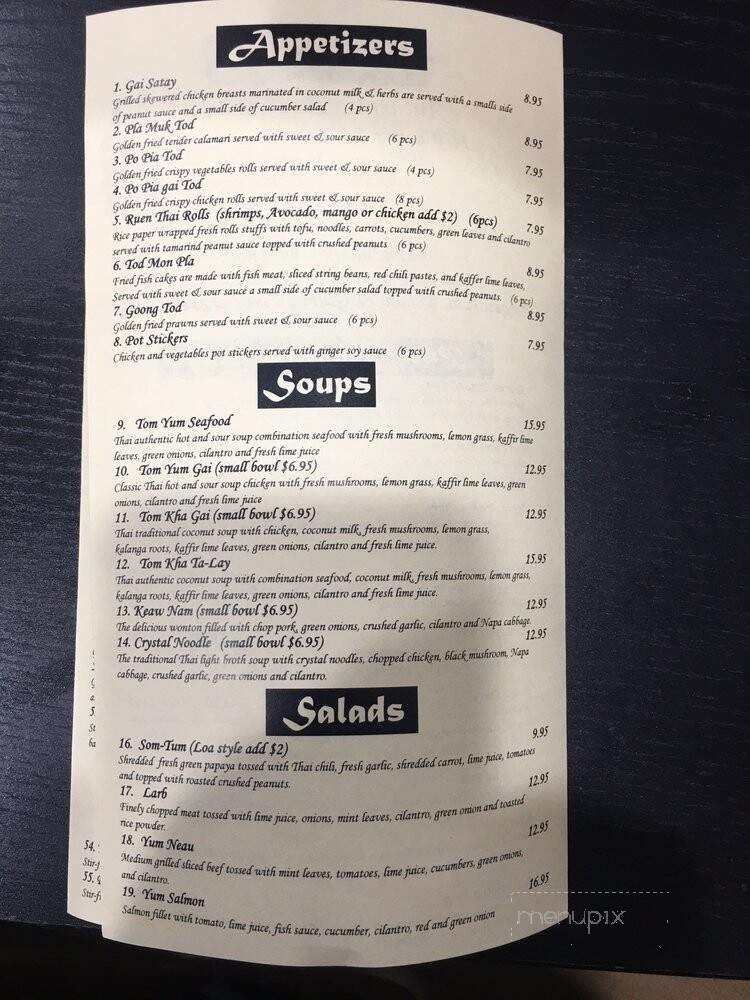 Appetizers
1. Gai Satay
Grilled skewered chicken breasts marinated in coconut milk & herbs are served with a smalls side 8.95
of peanut sauce and a small side of cucumber salad (4 pcs)
2. Pla Muk Tod
Golden fried tender calamari served with sweet & sour sauce (6 pcs) 8.95
3. Po Pia Tod
Golden fried crispy vegetables rolls served with sweet & sour sauce (4 pcs) 7.95
4. Po Pia gai Tod
Golden fried crispy chicken rolls served with sweet & sour sauce (8 pcs) 7.95
5. Ruen Thai Rolls (shrimps, Avocado, mango or chicken add $2) (6pcs)
Rice paper wrapped fresh rolls stuffs with tofu, noodles, carrots, cucumbers, green leaves and cilantro 7.95
served with tamarind peanut sauce topped with crushed peanuts (6 pcs)
6. Tod Mon Pla 8.95
Fried fish cakes are made with fish meat, sliced string beans, red chili pastes, and kaffer lime leaves,
Served with sweet & sour sauce a small side of cucumber salad topped with crushed peanuts. (6 pcs)
7. Goong Tod 8.95
Golden fried prawns served with sweet & sour sauce (6 pcs)
8. Pot Stickers 7.95
Chicken and vegetables pot stickers served with ginger soy sauce (6 pcs)
Soups
9. Tom Yum Seafood 15.95
Thai authentic hot and sour soup combination seafood with fresh mushrooms, lemon grass, kaffir lime
leaves, green onions, cilantro and fresh lime juice
10. Tom Yum Gai (small bowl $6.95) 12.95
Classic Thai hot and sour soup chicken with fresh mushrooms, lemon grass, kaffir lime leaves, green
onions, cilantro and fresh lime juice
11. Tom Kha Gai (small bowl $6.95) 12.95
Thai traditional coconut soup with chicken, coconut milk, fresh mushrooms, lemon grass,
kalanga roots, kaffir lime leaves, green onions, cilantro and fresh lime juice.
12. Tom Kha Ta-Lay 15.95
Thai authentic coconut soup with combination seafood, coconut milk, fresh mushrooms, lemon grass,
kalanga roots, kaffir lime leaves, green onions, cilantro and fresh lime juice.
13. Keaw Nam (small bowl $6.95) 12.95
The delicious wonton filled with chop pork, green onions, crushed garlic, cilantro and Napa cabbage.
14. Crystal Noodle (small bowl $6.95) 12.95
The traditional Thai light broth soup with crystal noodles, chopped chicken, black mushroom, Napa
cabbage, crushed garlic, green onions and cilantro.
Salads
16. Som-Tum (Loa style add $2) 9.95
Shredded fresh green papaya tossed with Thai chili, fresh garlic, shredded carrot, lime juice, tomatoes
and topped with roasted crushed peanuts.
17. Larb 12.95
Finely chopped meat tossed with lime juice, onions, mint leaves, cilantro, green onion and toasted
rice powder.
18. Yum Neau 12.95
Medium grilled sliced beef tossed with mint leaves, tomatoes, lime juice, cucumbers, green onions,
and cilantro.
19. Yum Salmon 16.95
Salmon fillet with tomato, lime juice, fish sauce, cucumber, cilantro, red and green onion
54.
Stir-f
55.
Stir-f
menupix